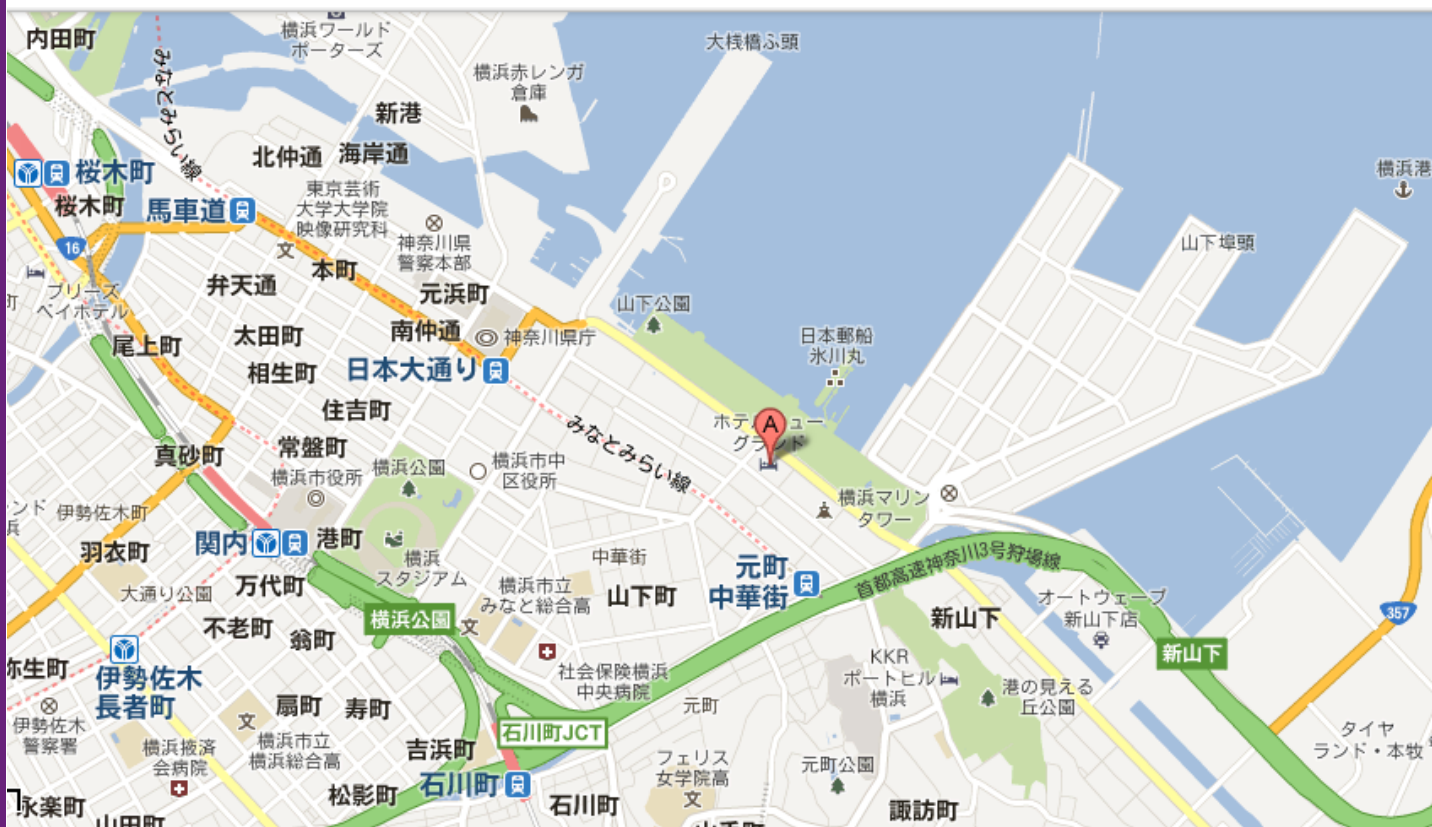 内田町
横浜ワールド
ポーターズ
大桟橋ふ頭
みなとみらい線
横浜赤レンガ
倉庫
新港
北仲通
海岸通
桜木町
桜木町
馬車道
東京芸術
大学大学院
映像研究科
神奈川県
警察本部
横浜港
山下埠頭
16
本町
弁天通
元浜町
ブリーズ
ベイホテル
町
山下公園
太田町
南仲通
神奈川県庁
日本郵船
氷川丸
尾上町
相生町
日本大通り
住吉町
みなとみらい線
A
真砂町
常盤町
横浜市役所
横浜公園
横浜市中
区役所
横浜マリン
タワー
伊勢佐木町
羽衣町
関内
港町
横浜
スタジアム
中華街
元町
中華街
首都高速神奈川3号狩場線
大通り公園
万代町
横浜市立
みなと総合高
山下町
新山下
オートウェーブ
新山下店
357
横浜公園
不老町
翁町
新山下
弥生町
伊勢佐木
長者町
社会保険横浜
中央病院
KKR
ポートヒル
横浜
港の見える
丘公園
扇町
寿町
元町
伊勢佐木
警察署
横浜掖済
会病院
横浜市立
横浜総合高
石川町JCT
吉浜町
タイヤ
ランド・本牧
フェリス
女学院高
元町公園
石川町
松影町
石川町
諏訪町
永楽町
山田町
山手町